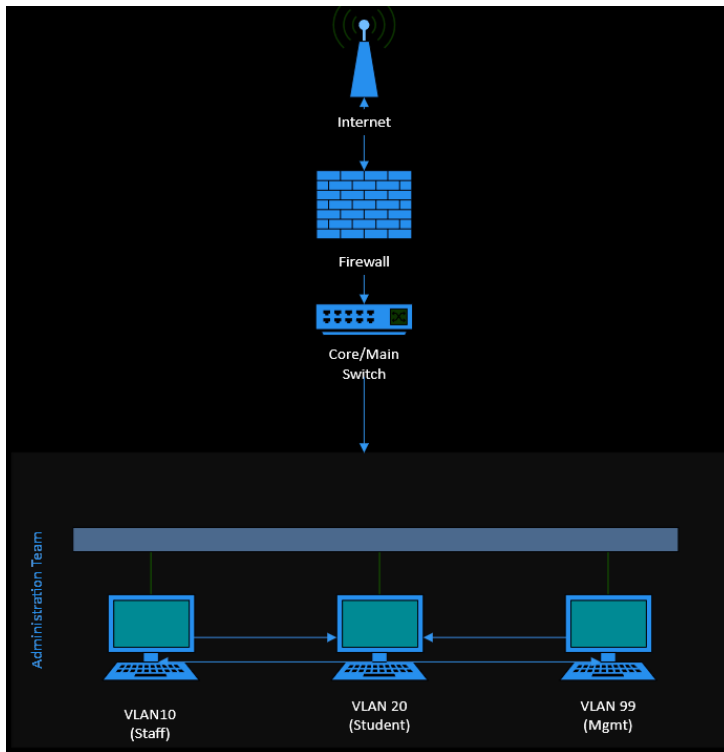 Internet
Firewall
Core/Main
Switch
Administration Team
VLAN10
(Staff)
VLAN 20
(Student)
VLAN 99
(Mgmt)